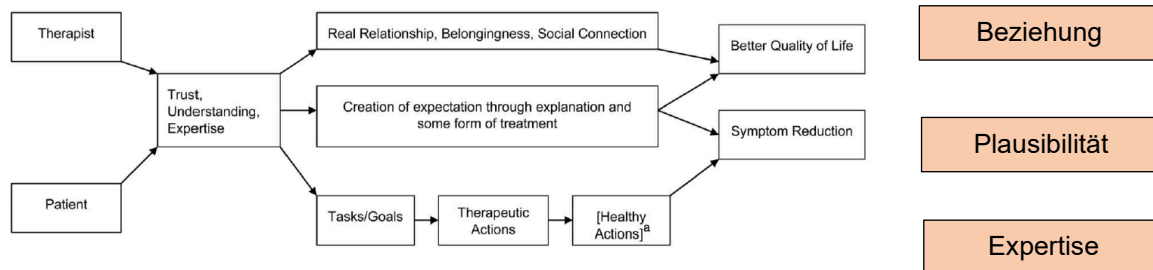 Therapist
Patient
Trust,
Understanding,
Expertise
Real Relationship, Belongingness, Social Connection
Creation of expectation through explanation and
some form of treatment
Tasks/Goals
Therapeutic
Actions
[Healthy
Actions]a
Better Quality of Life
Symptom Reduction
Beziehung
Plausibilität
Expertise